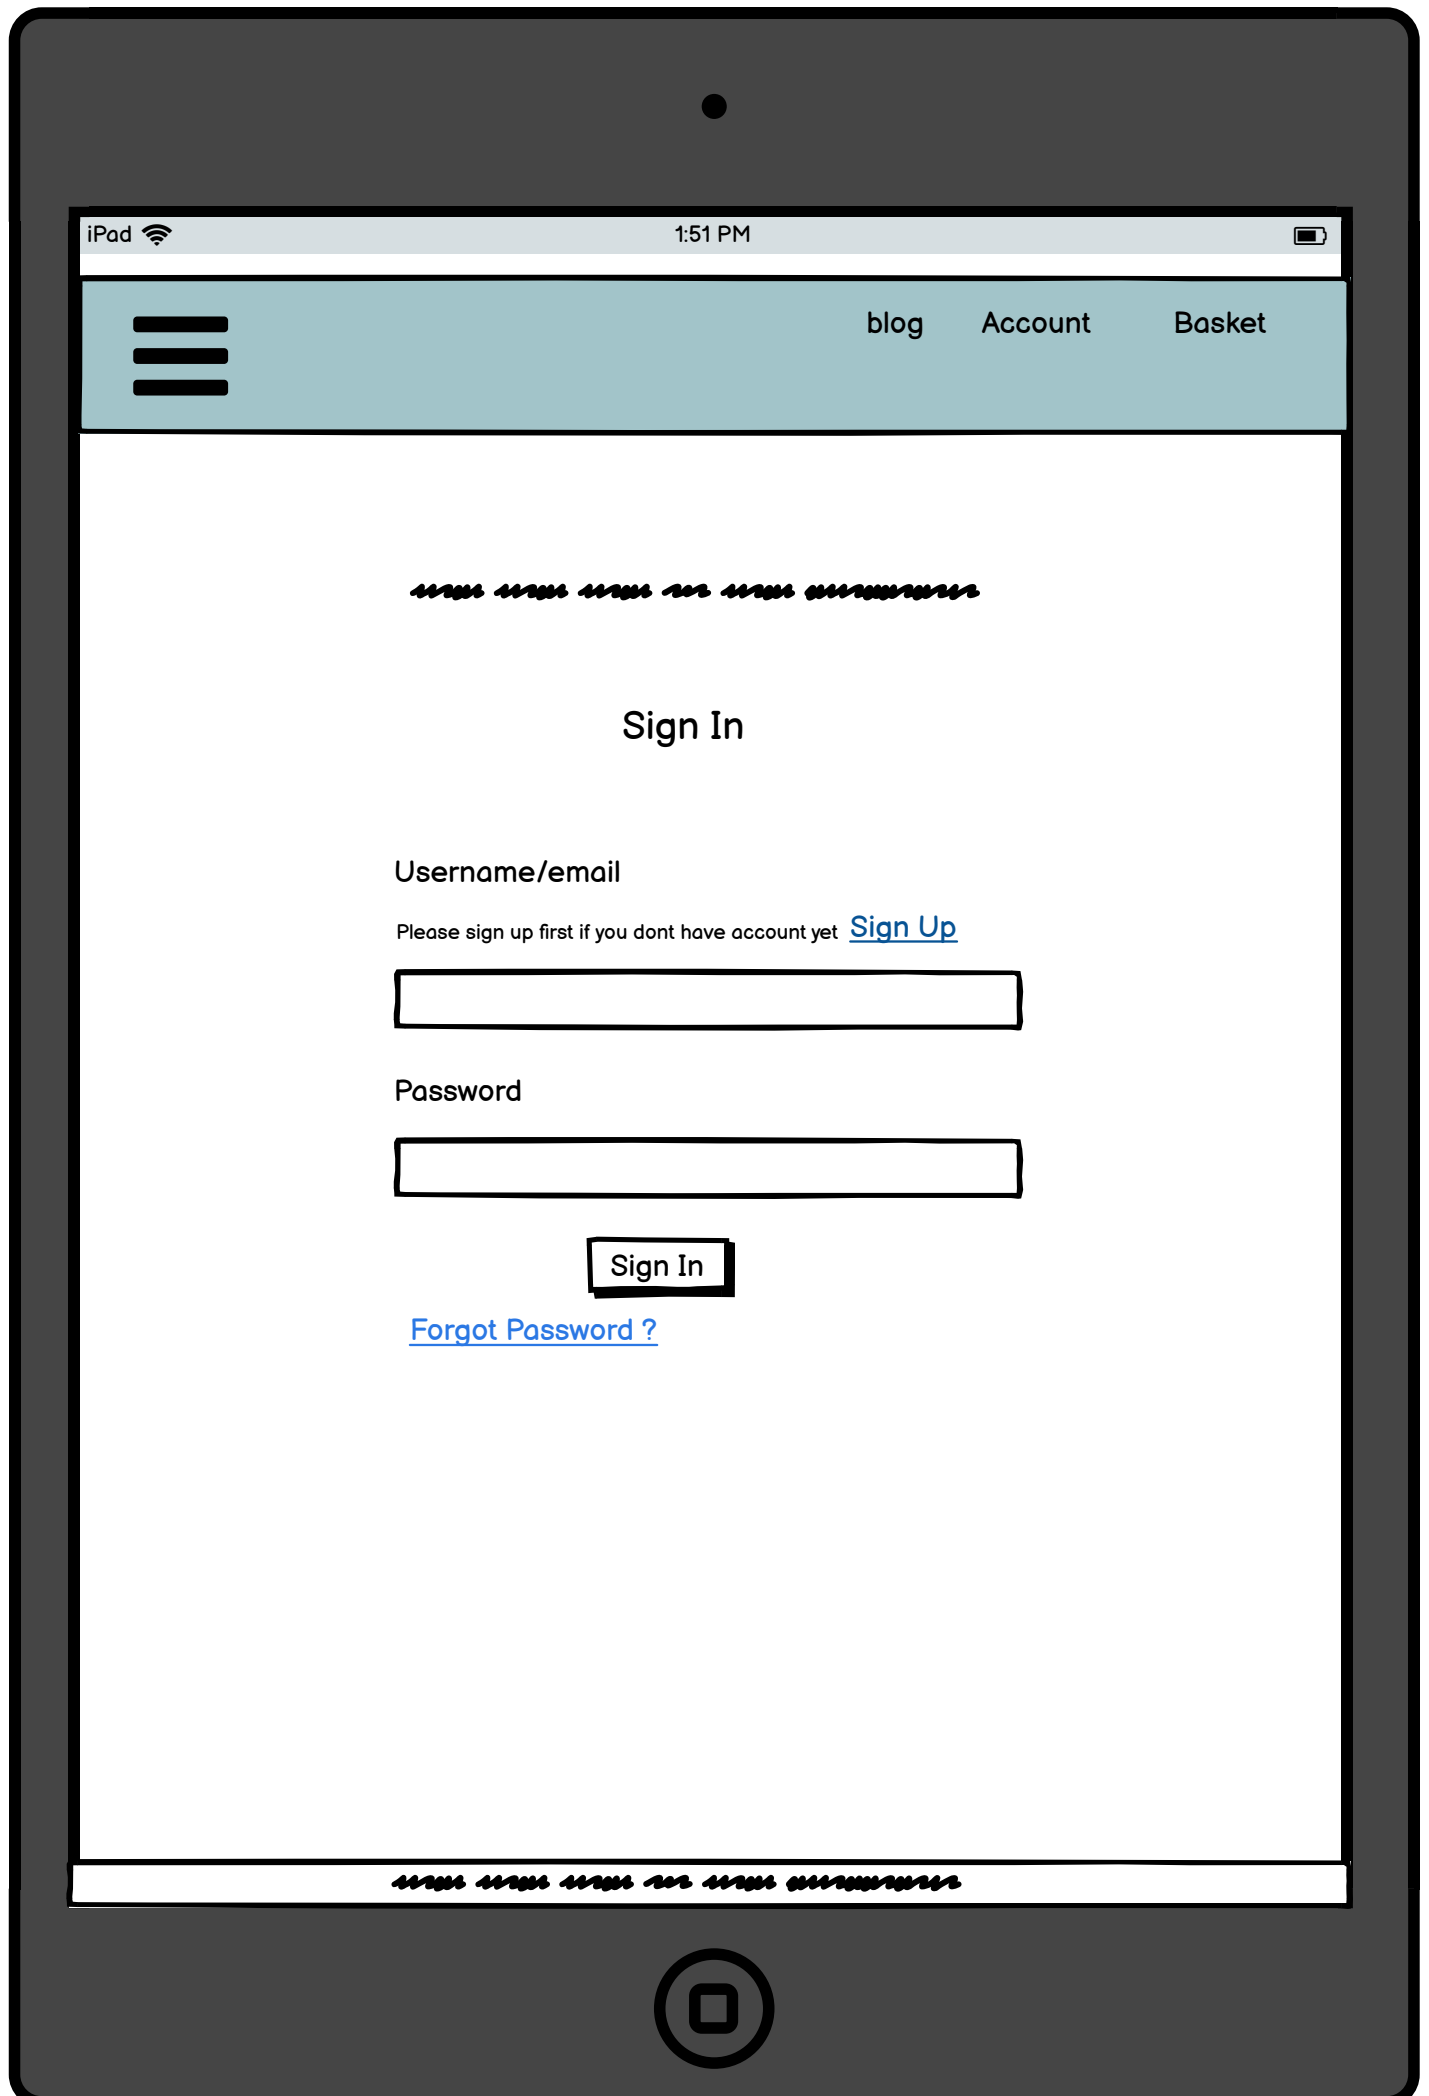 iPad 1:51 PM
blog Account Basket
Sign In
Username/email
Please sign up first if you dont have account yet Sign Up
Password
Sign In
Forgot Password ?